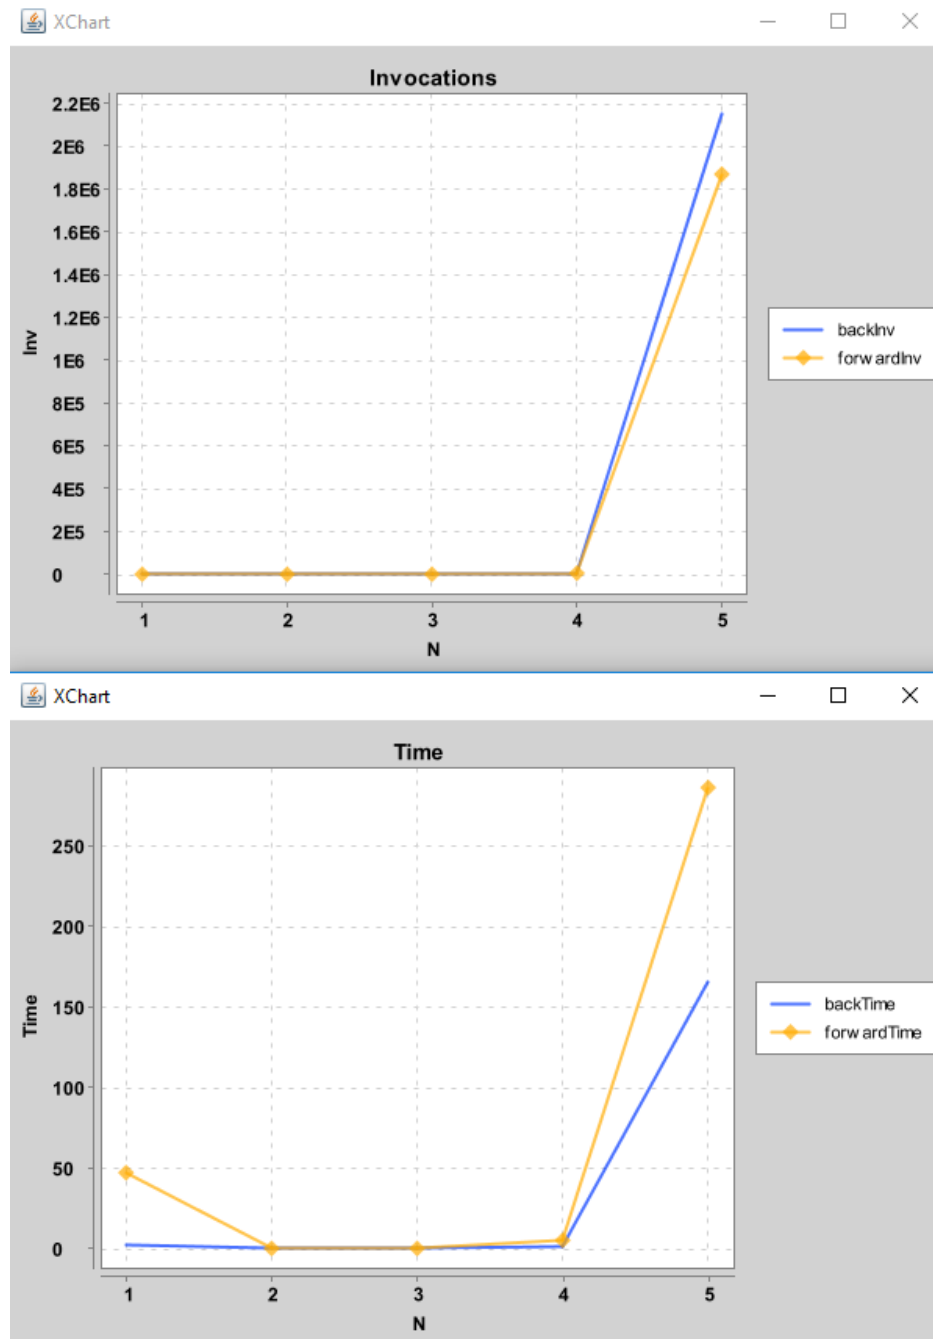 XChart
Invocations
2.2E6
2E6
1.8E6
1.6E6
1.4E6
1.2E6
1E6
8E5
6E5
4E5
2E5
0
Inv
1 2 3 4 5
N
backInv
forwardInv
XChart
Time
250
200
150
100
50
0
Time
1 2 3 4 5
N
backTime
forwardTime